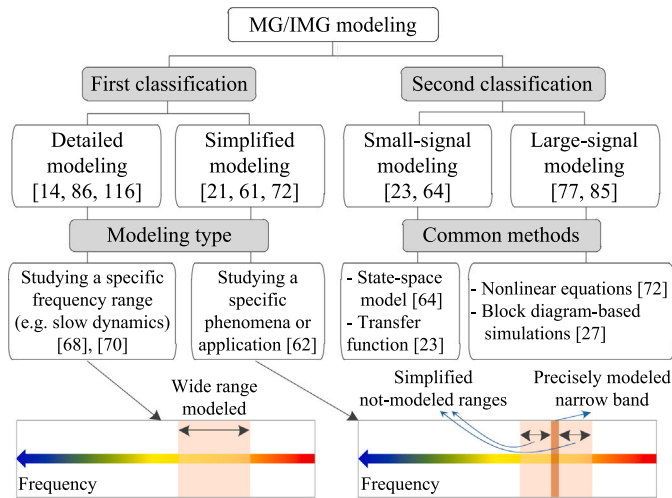 MG/IMG modeling
First classification
Second classification
Detailed
modeling
[14, 86, 116]
Simplified
modeling
[21, 61, 72]
Small-signal
modeling
[23, 64]
Large-signal
modeling
[77, 85]
Modeling type
Common methods
Studying a specific
frequency range
(e.g. slow dynamics)
[68], [70]
Studying a
specific
phenomena or
application [62]
- State-space
model [64]
- Transfer
function [23]
- Nonlinear equations [72]
- Block diagram-based
simulations [27]
Wide range
modeled
Simplified
not-modeled ranges
Precisely modeled
narrow band
Frequency
Frequency